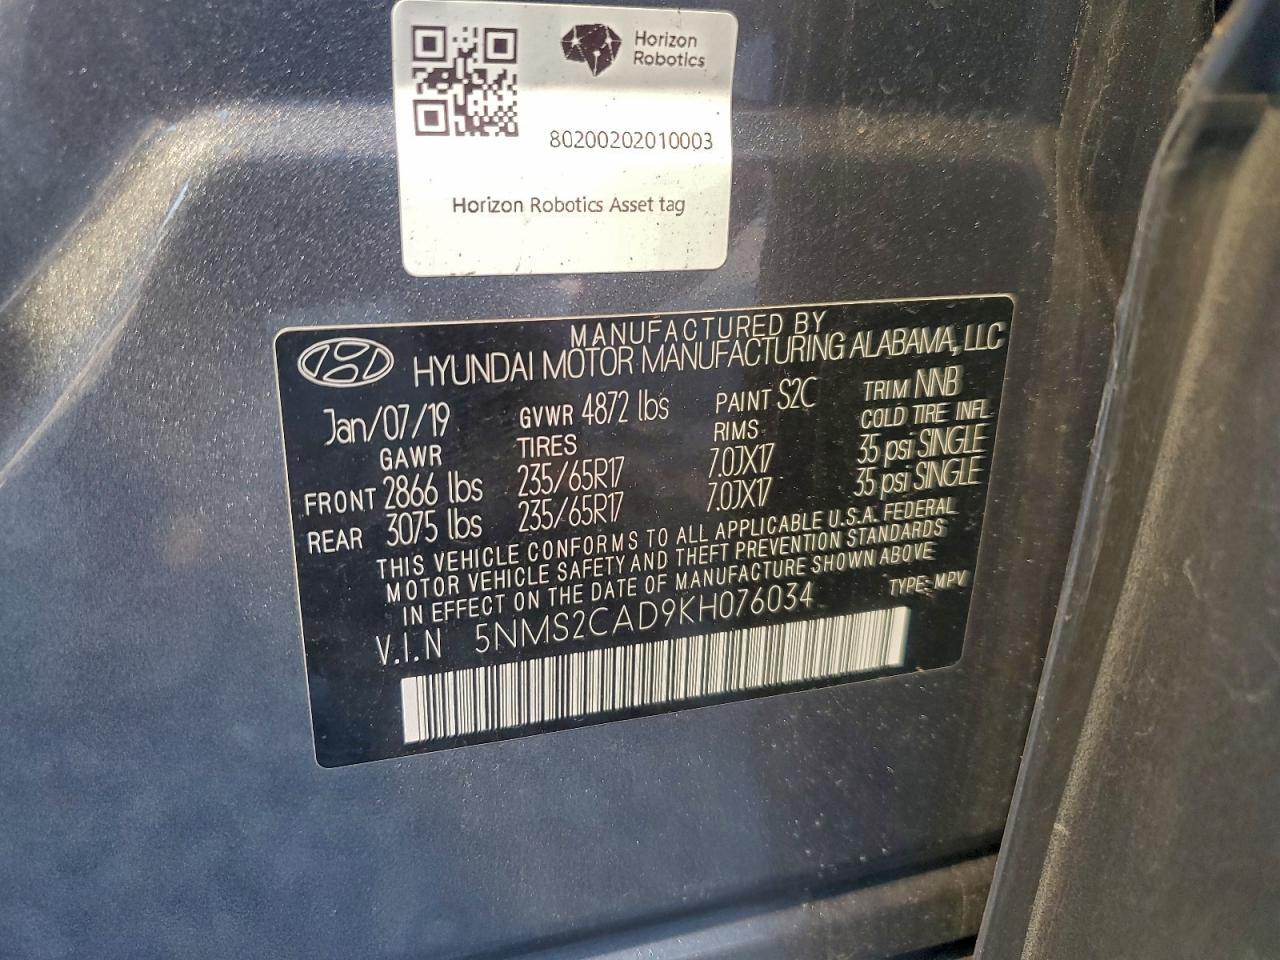 Horizon
Robotics
80200202010003
Horizon Robotics Asset tag
MANUFACTURED BY
HYUNDAI MOTOR MANUFACTURING ALABAMA, LLC
Jan/07/19 GVWR 4872 lbs PAINT S2C TRIM NNB
GAWR TIRES RIMS COLD TIRE INFL
FRONT 2866 lbs 235/65R17 7.0JX17 35 psi SINGLE
REAR 3075 lbs 235/65R17 7.0JX17 35 psi SINGLE
THIS VEHICLE CONFORMS TO ALL APPLICABLE U.S.A. FEDERAL
MOTOR VEHICLE SAFETY AND THEFT PREVENTION STANDARDS
IN EFFECT ON THE DATE OF MANUFACTURE SHOWN ABOVE
V.I.N 5NMS2CAD9KH076034 TYPE: MPV